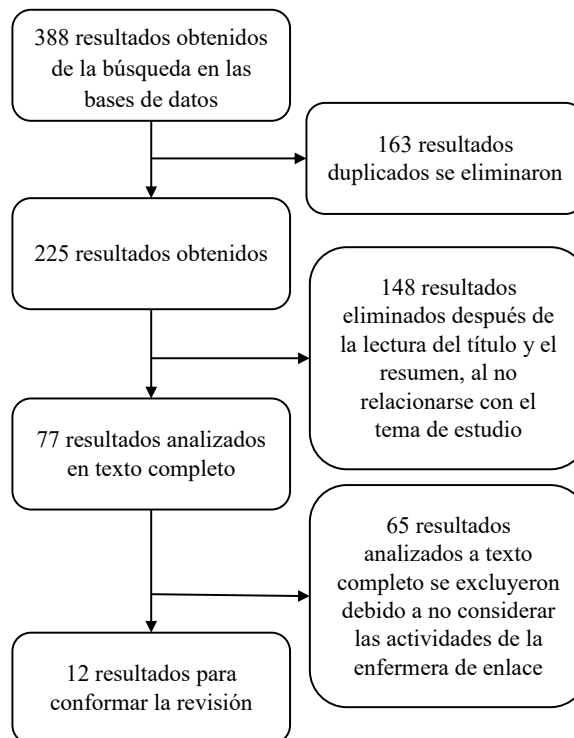 388 resultados obtenidos
de la búsqueda en las
bases de datos
163 resultados
duplicados se eliminaron
225 resultados obtenidos
148 resultados
eliminados después de
la lectura del título y el
resumen, al no
relacionarse con el
tema de estudio
77 resultados analizados
en texto completo
65 resultados
analizados a texto
completo se excluyeron
debido a no considerar
las actividades de la
enfermera de enlace
12 resultados para
conformar la revisión